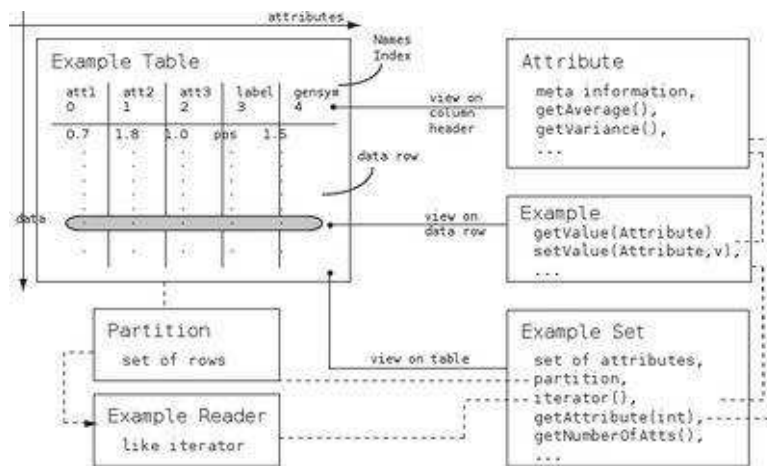 attributes
Names
Index
Example Table
att1 att2 att3 label gensym
0 1 2 3 4
0.7 1.8 1.0 pos 1.5
data row
data
view on
column
header
Attribute
meta information,
getAverage(),
getVariance(),
...
view on
data row
Example
getValue(Attribute)
setValue(Attribute,v),
...
Partition
set of rows
view on table
Example Set
set of attributes,
partition,
iterator(),
getAttribute(int),
getNumberOfAtts(),
...
Example Reader
like iterator